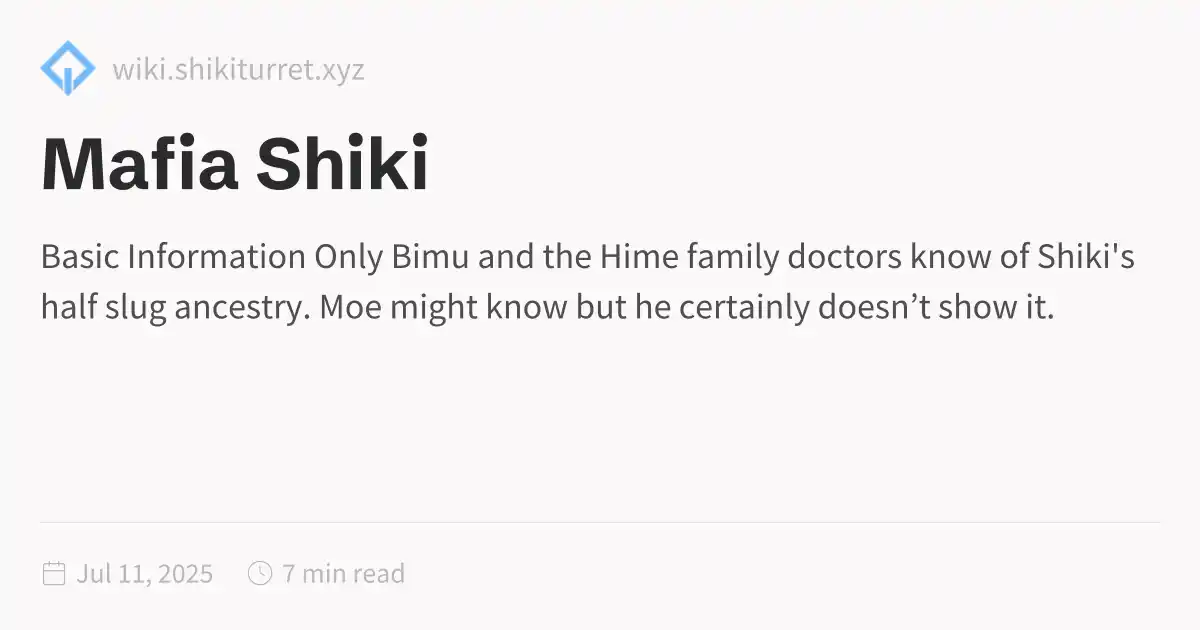 wiki.shikiturret.xyz
Mafia Shiki
Basic Information Only Bimu and the Hime family doctors know of Shiki's
half slug ancestry. Moe might know but he certainly doesn’t show it.
Jul 11, 2025 7 min read